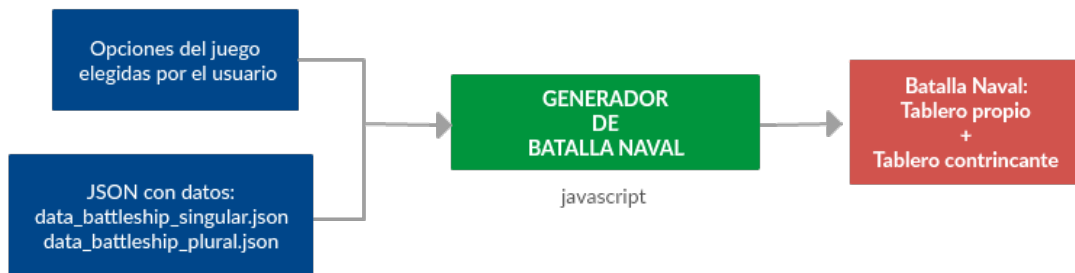 Opciones del juego
elegidas por el usuario
JSON con datos:
data_battleship_singular.json
data_battleship_plural.json
GENERADOR
DE
BATALLA NAVAL
javascript
Batalla Naval:
Tablero propio
+
Tablero contrincante